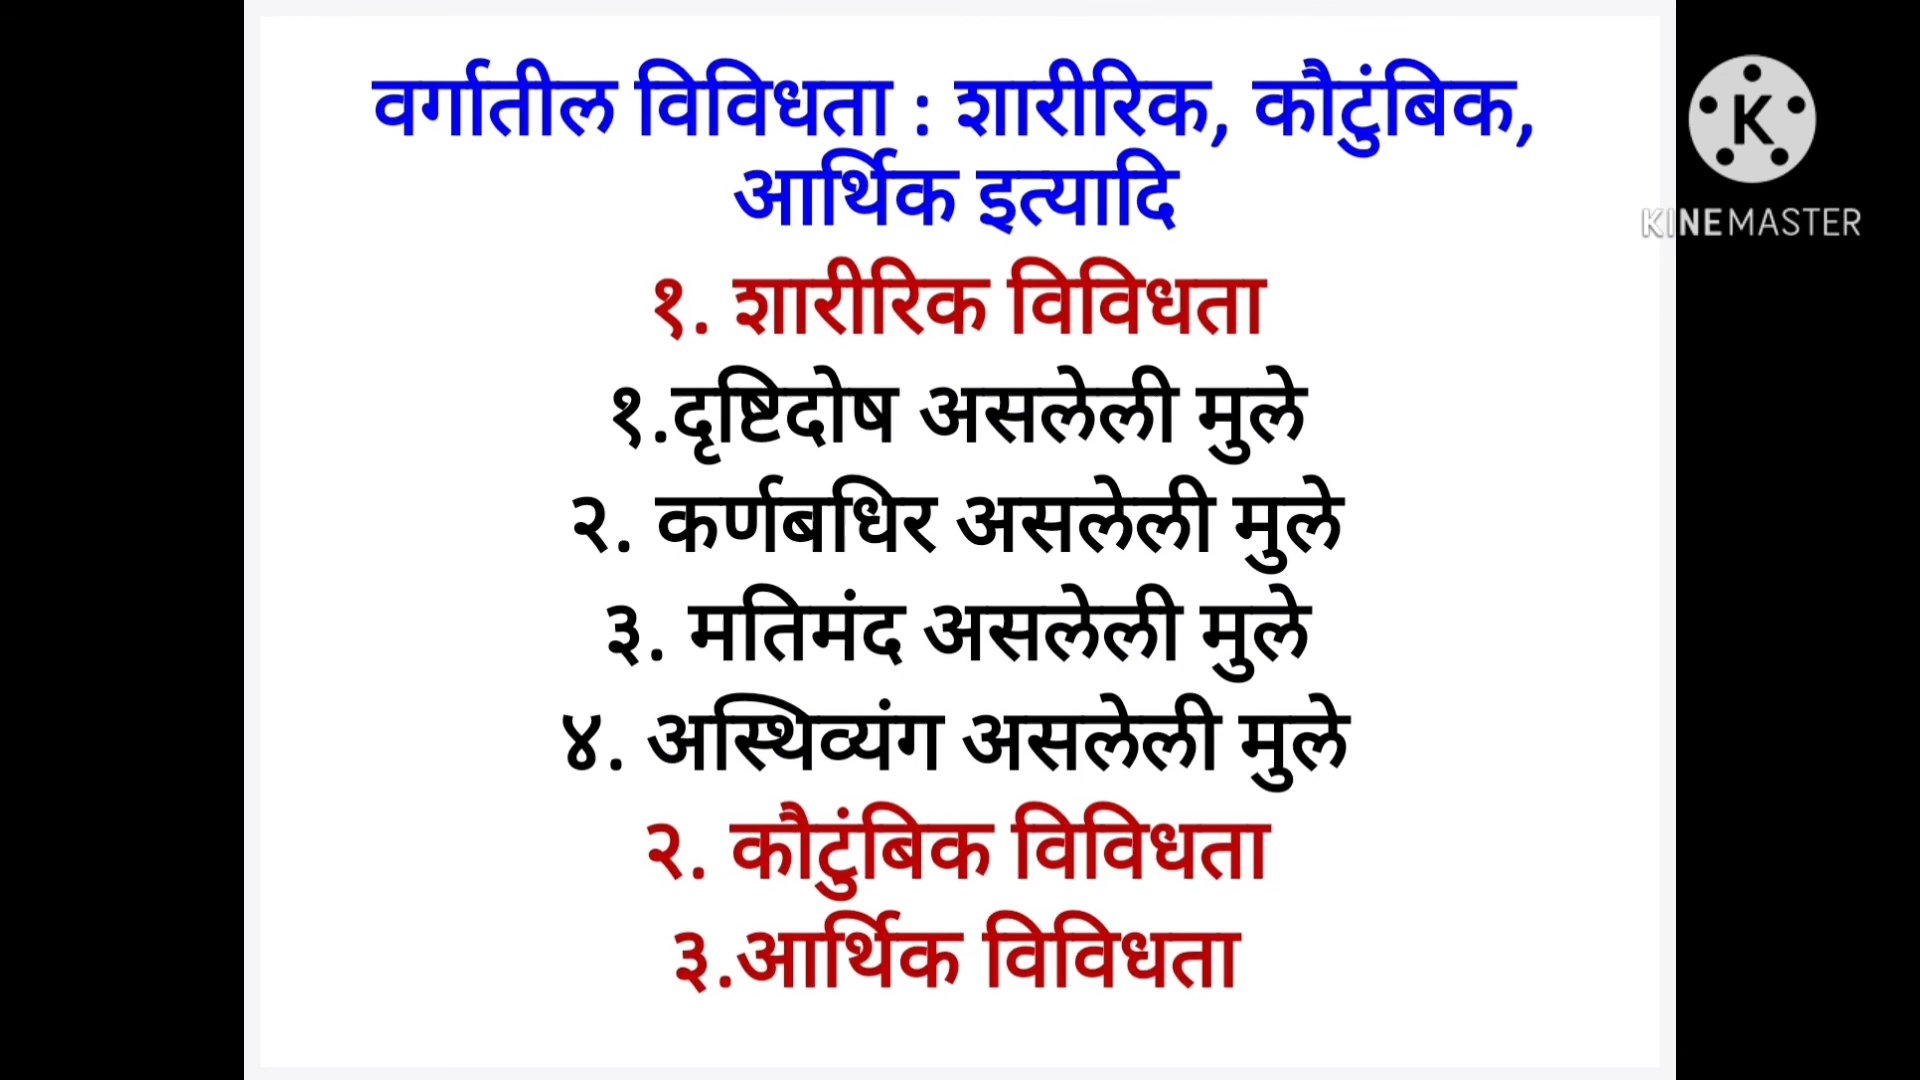 वर्गातील विविधता : शारीरिक, कौटुंबिक,
आर्थिक इत्यादि
१. शारीरिक विविधता
१.दृष्टिदोष असलेली मुले
२. कर्णबधिर असलेली मुले
३. मतिमंद असलेली मुले
४. अस्थिव्यंग असलेली मुले
२. कौटुंबिक विविधता
३.आर्थिक विविधता
K
KINEMASTER